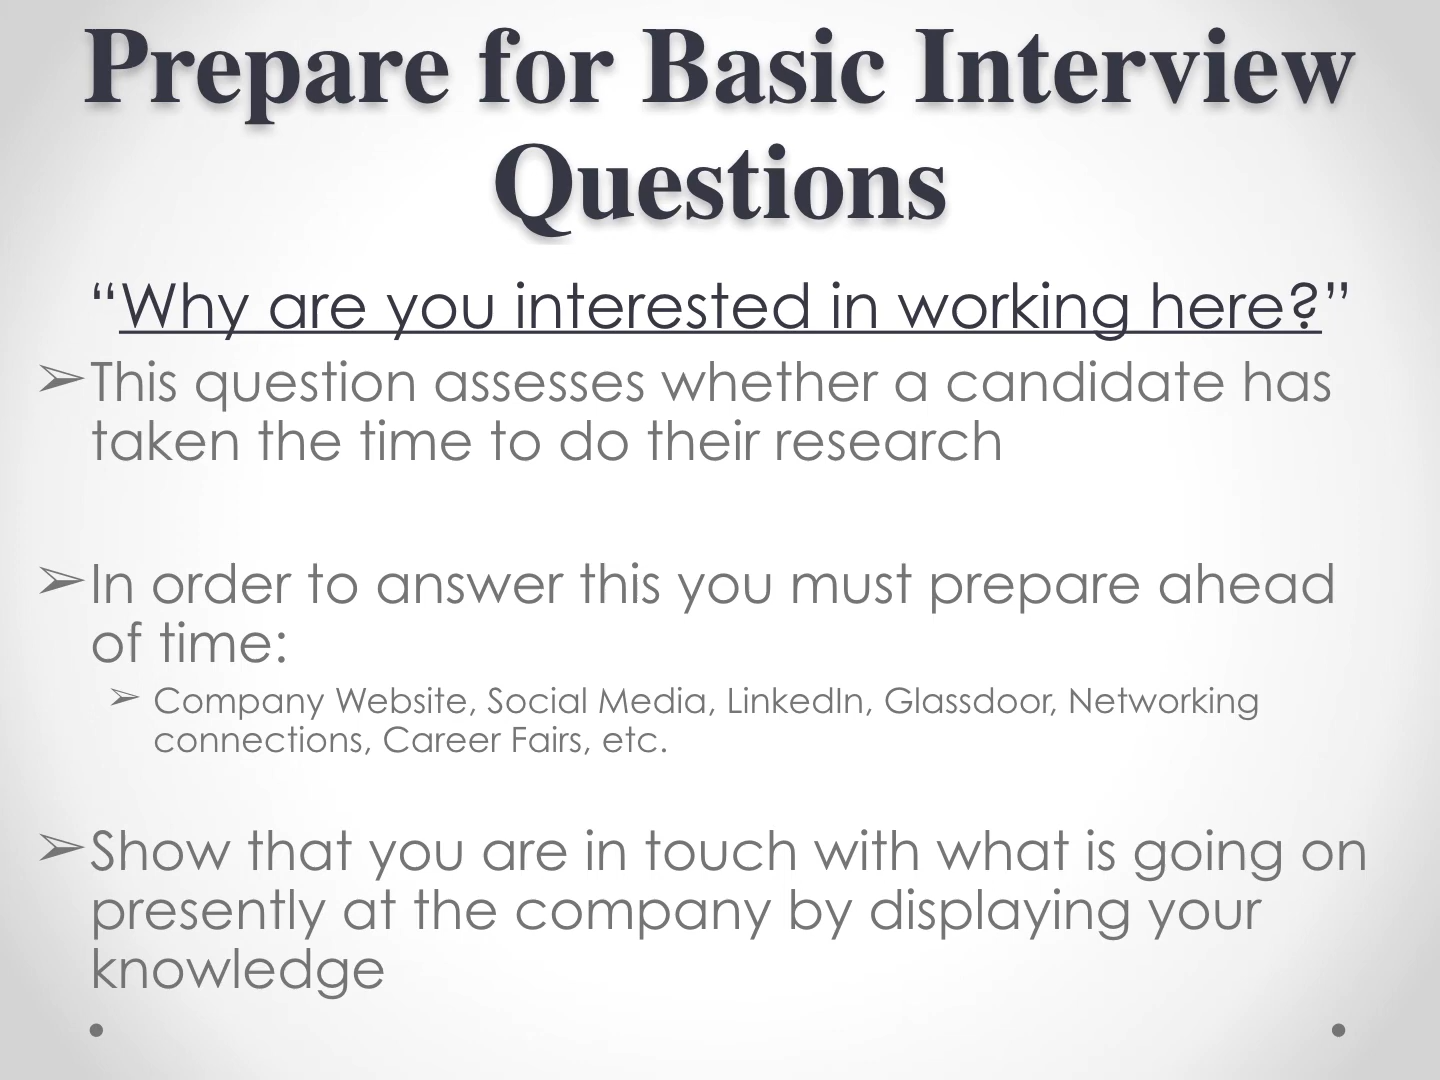 Prepare for Basic Interview
Questions
“Why are you interested in working here?”
➢This question assesses whether a candidate has
taken the time to do their research
➢In order to answer this you must prepare ahead
of time:
➢ Company Website, Social Media, LinkedIn, Glassdoor, Networking
connections, Career Fairs, etc.
➢Show that you are in touch with what is going on
presently at the company by displaying your
knowledge